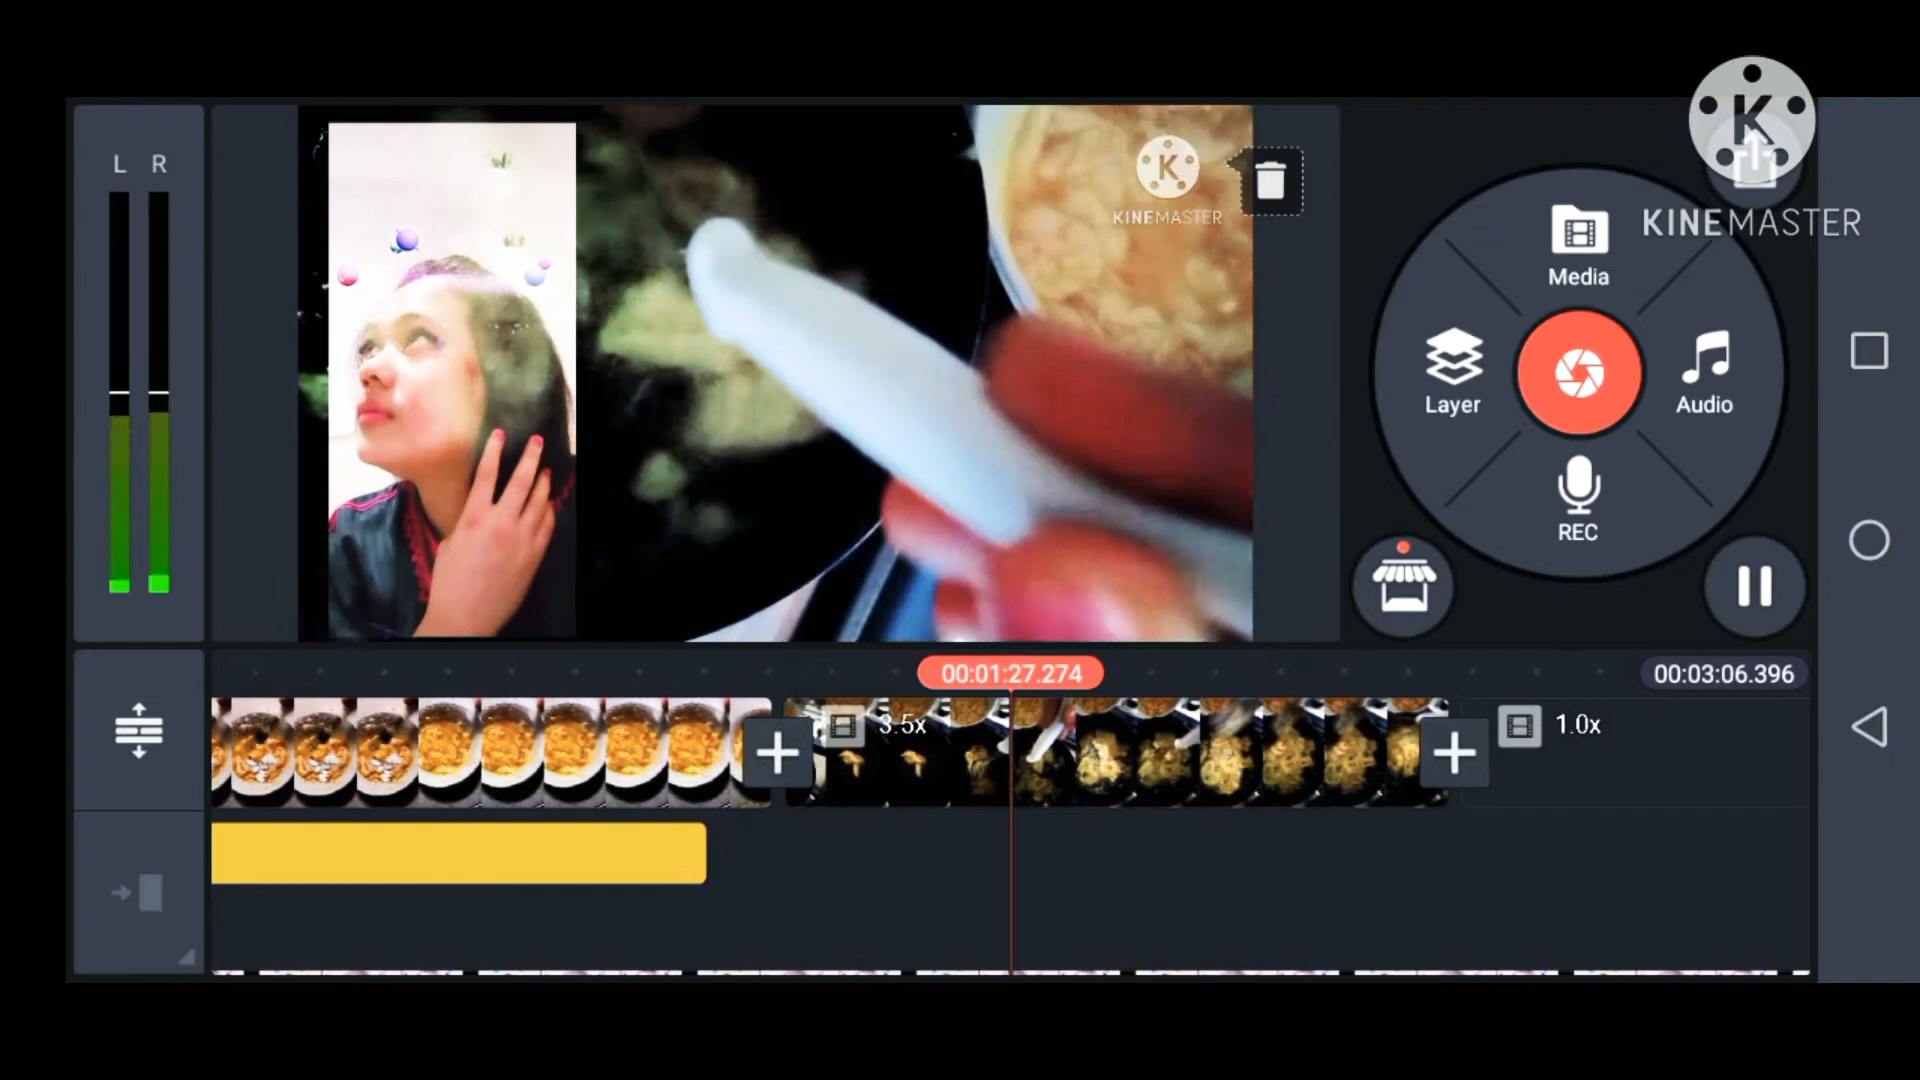 L R
K
KINEMASTER
K
KINEMASTER
Media
Layer
Audio
REC
00:01:27.274
00:03:06.396
3.5x
1.0x